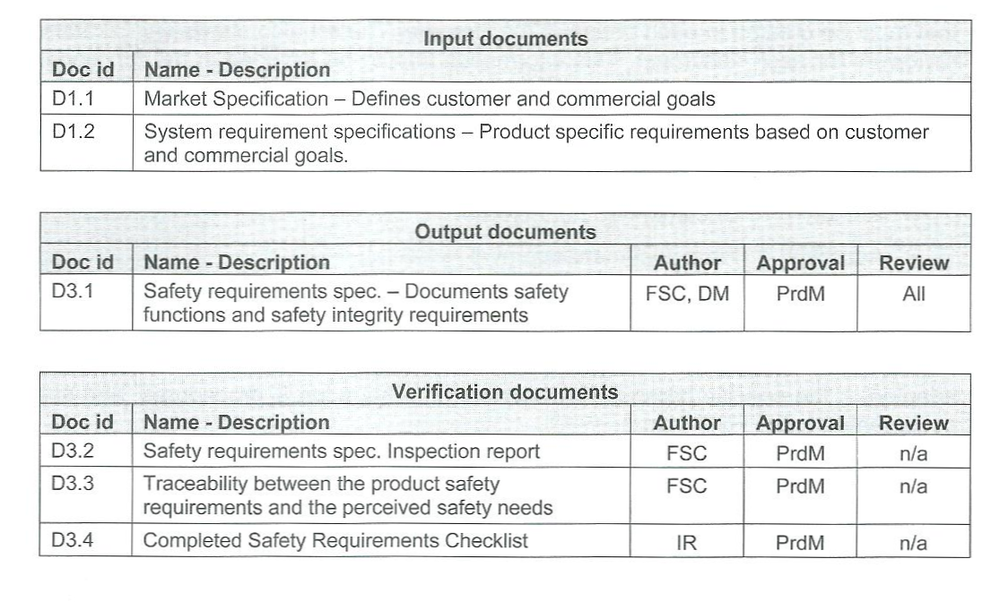 Input documents
Doc id Name - Description
D1.1 Market Specification – Defines customer and commercial goals
D1.2 System requirement specifications – Product specific requirements based on customer
and commercial goals.
Output documents
Doc id Name - Description Author Approval Review
D3.1 Safety requirements spec. – Documents safety FSC, DM PrdM All
functions and safety integrity requirements
Verification documents
Doc id Name - Description Author Approval Review
D3.2 Safety requirements spec. Inspection report FSC PrdM n/a
D3.3 Traceability between the product safety FSC PrdM n/a
requirements and the perceived safety needs
D3.4 Completed Safety Requirements Checklist IR PrdM n/a